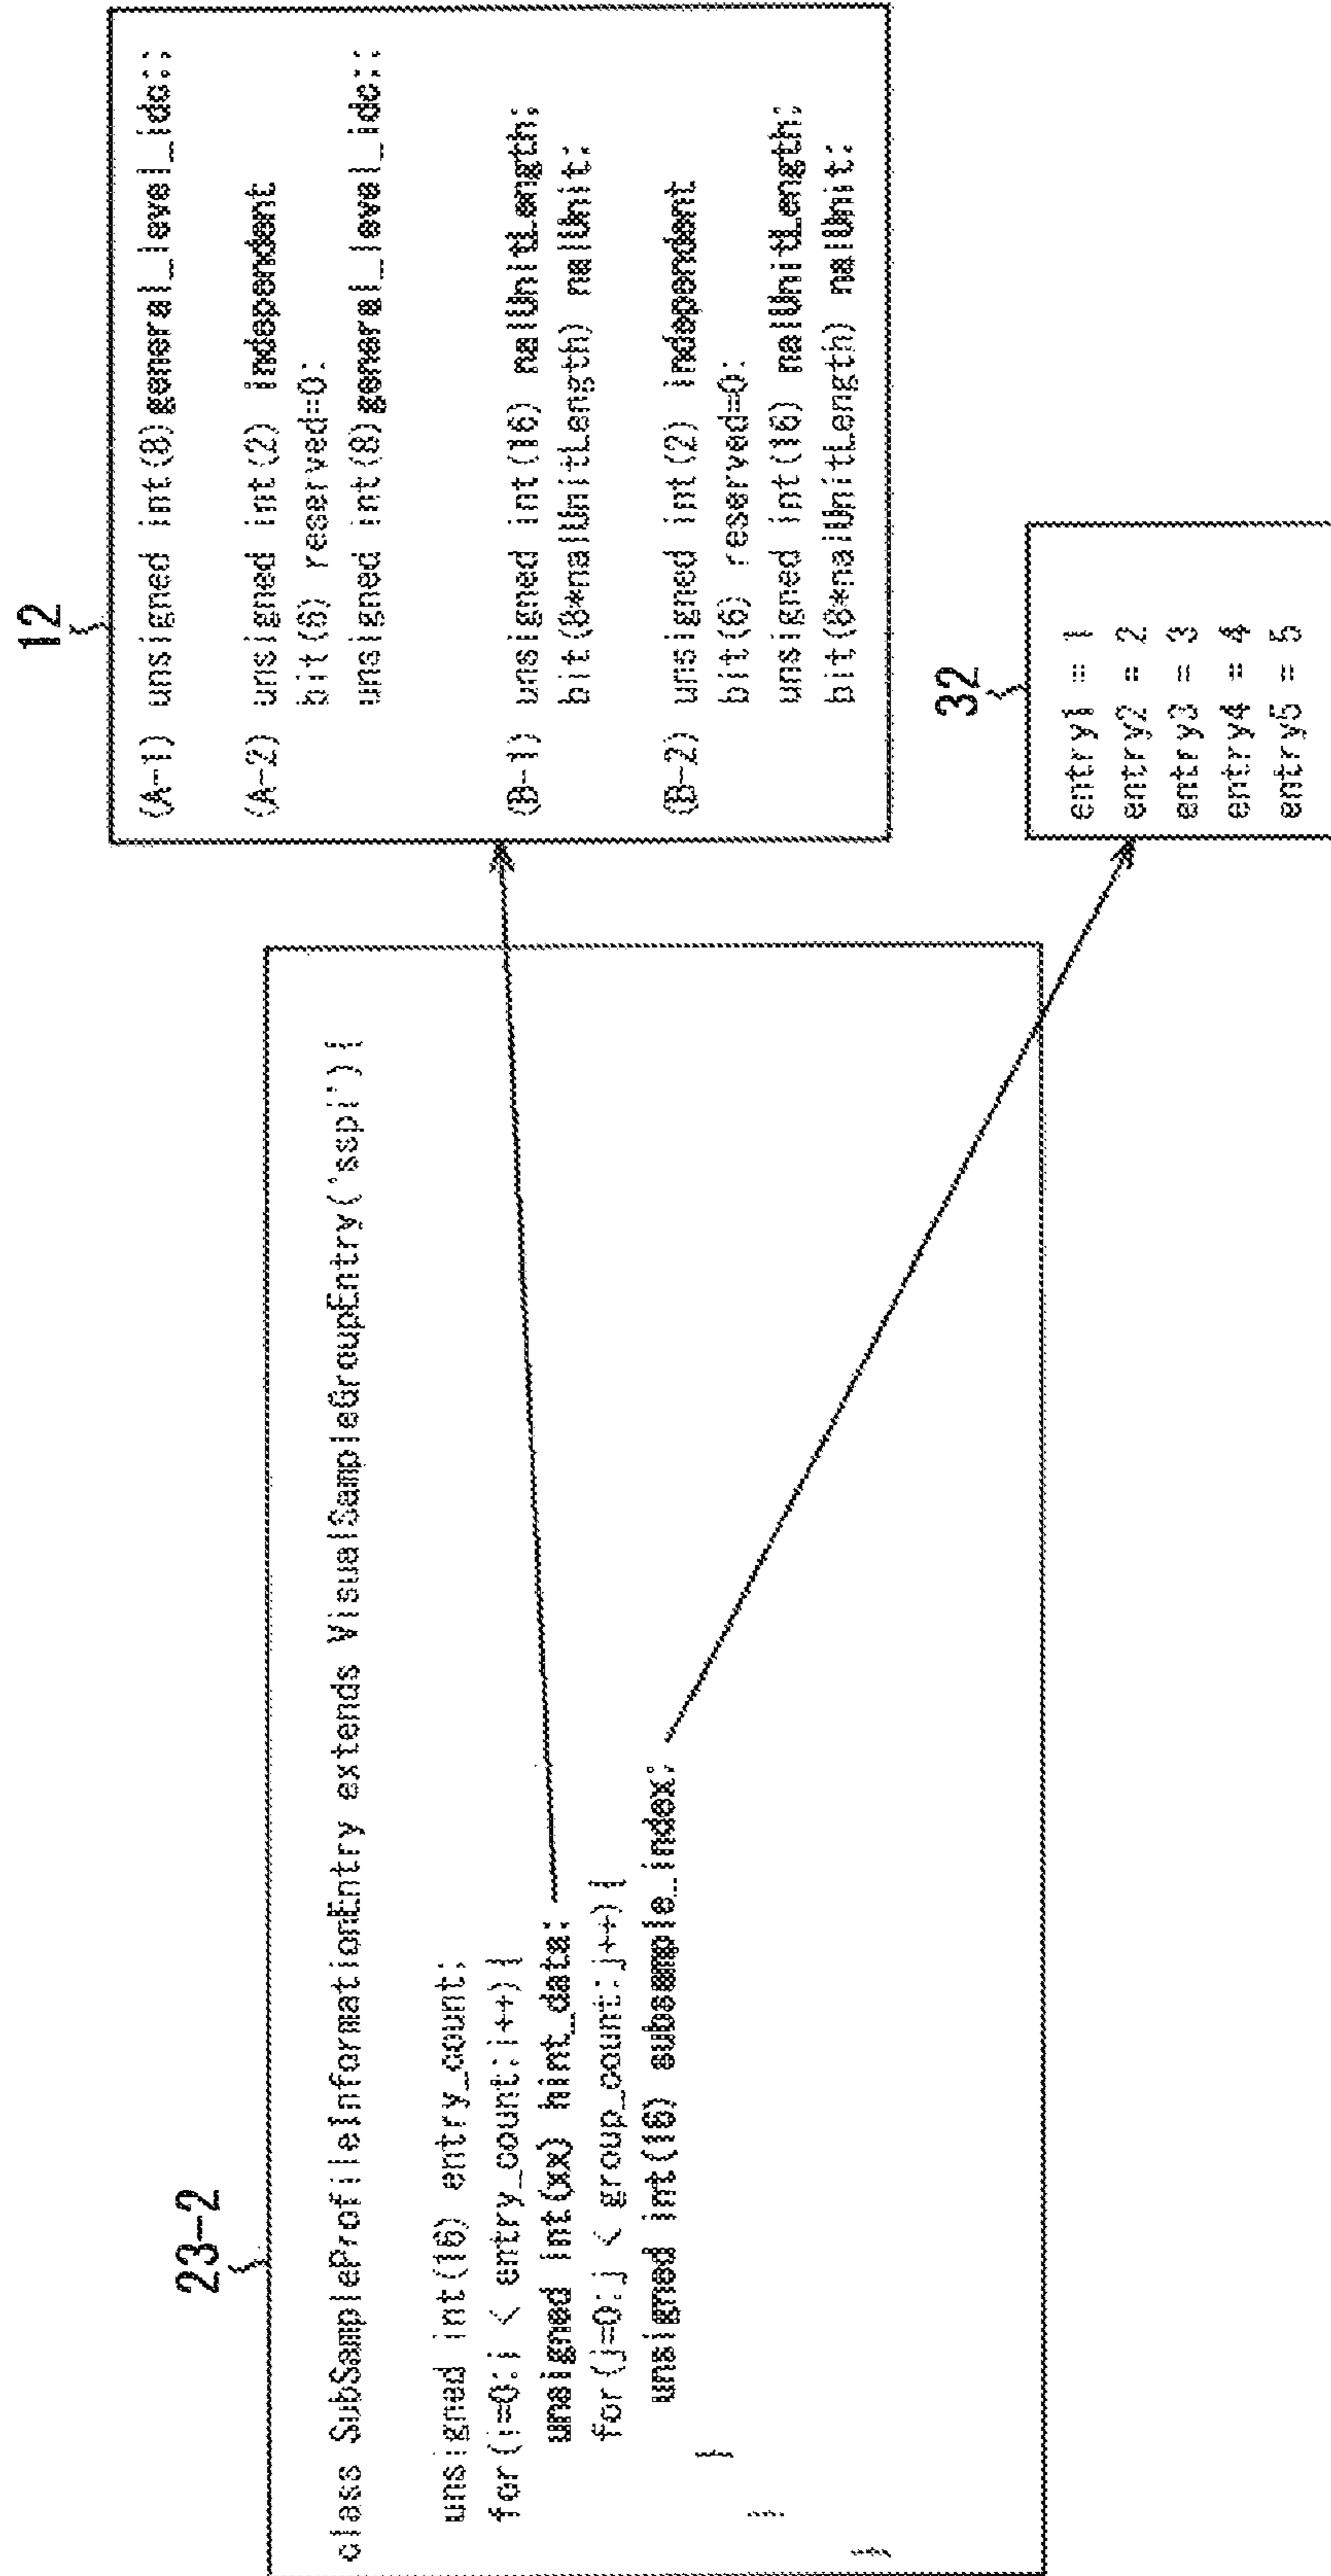 23-2
class SubSampleProfileInformationEntry extends VisualSampleGroupEntry('sspi'){
unsigned int(16) entry_count;
for(i=0;i < entry_count;i++){
unsigned int(xx) hint_data;
for(j=0;j < group_count;j++){
unsigned int(16) subsample_index;
}
}
}
12
(A-1) unsigned int(8)general_level_idc;;
(A-2) unsigned int(2) independent
bit(6) reserved=0;
unsigned int(8)general_level_idc;;
(B-1) unsigned int(16) nalUnitLength;
bit(8*nalUnitLength) nalUnit;
(B-2) unsigned int(2) independent
bit(6) reserved=0;
unsigned int(16) nalUnitLength;
bit(8*nalUnitLength) nalUnit;
32
entry1 = 1
entry2 = 2
entry3 = 3
entry4 = 4
entry5 = 5